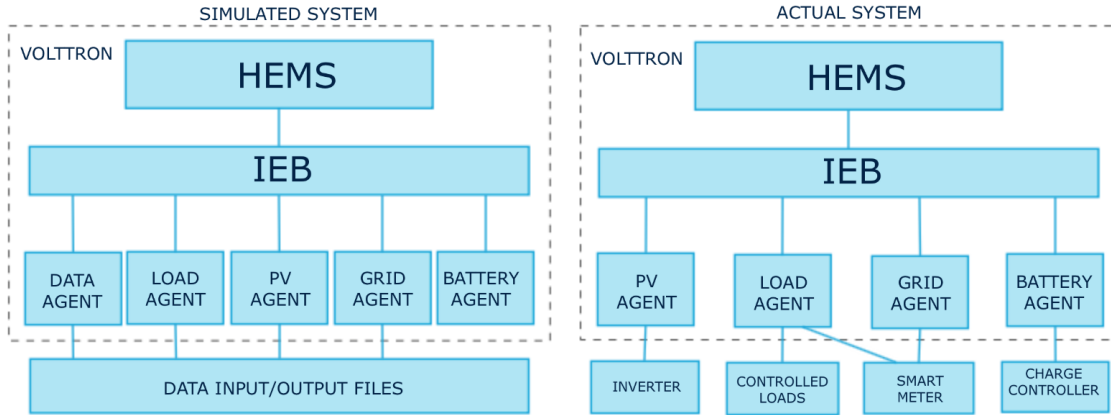 SIMULATED SYSTEM
VOLTTRON
HEMS
IEB
DATA
AGENT
LOAD
AGENT
PV
AGENT
GRID
AGENT
BATTERY
AGENT
DATA INPUT/OUTPUT FILES
ACTUAL SYSTEM
VOLTTRON
HEMS
IEB
PV
AGENT
LOAD
AGENT
GRID
AGENT
BATTERY
AGENT
INVERTER
CONTROLLED
LOADS
SMART
METER
CHARGE
CONTROLLER